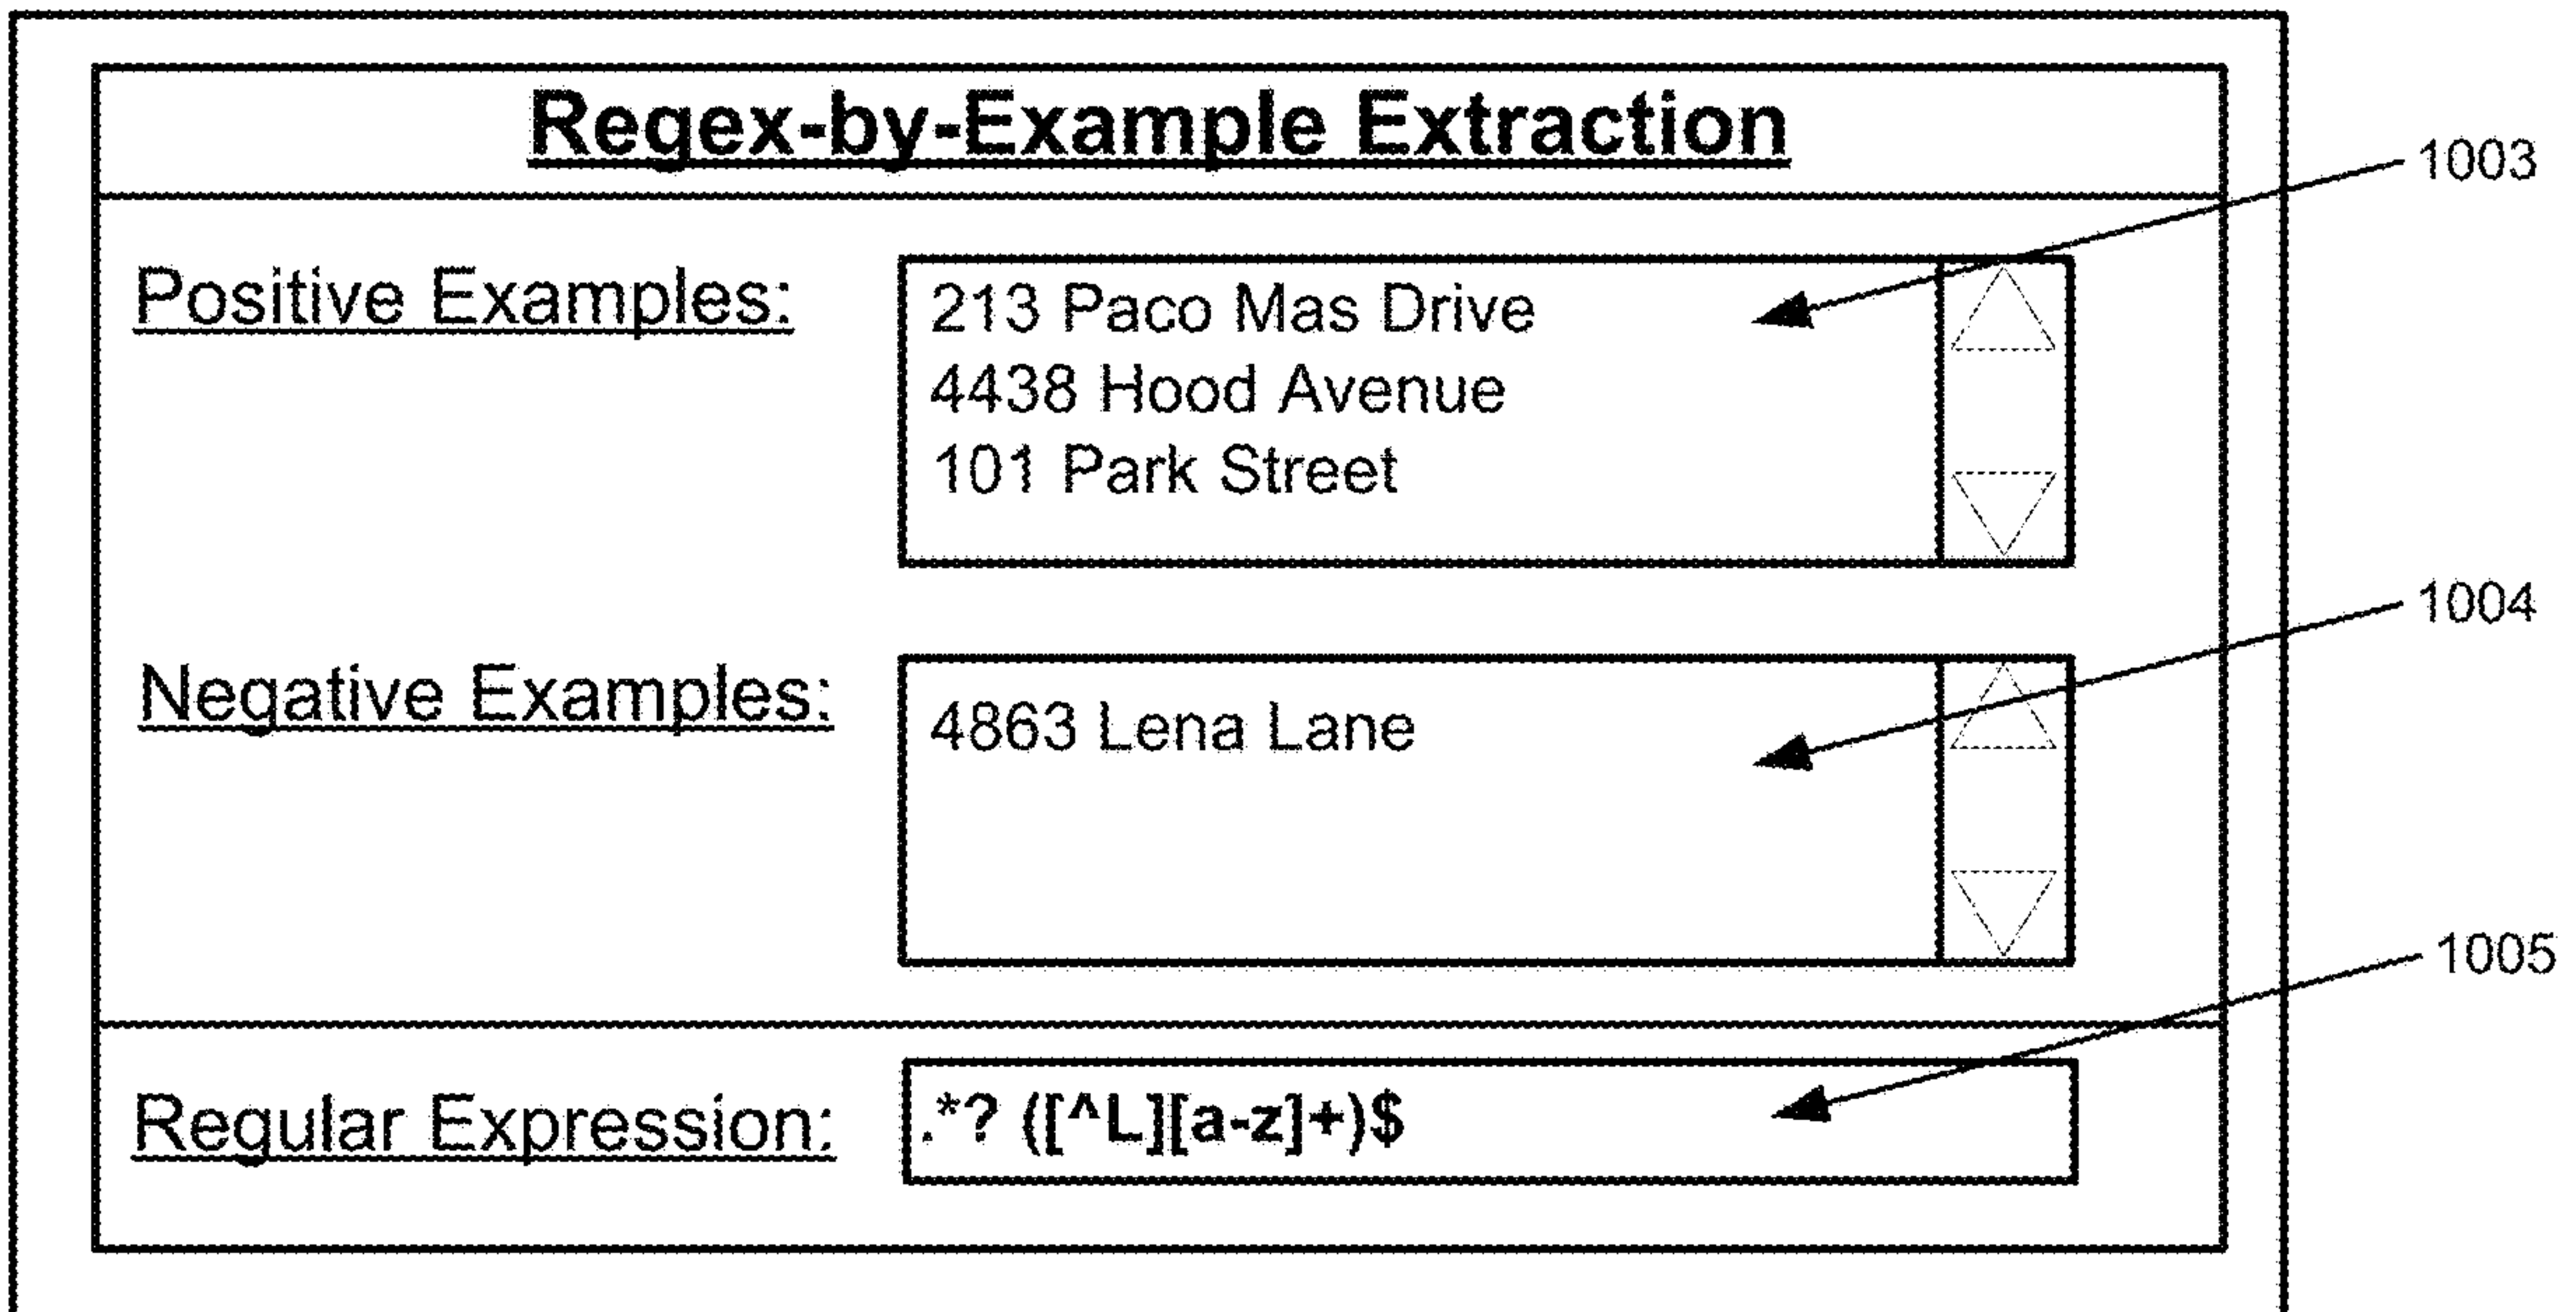 Regex-by-Example Extraction
1003
Positive Examples:
213 Paco Mas Drive
4438 Hood Avenue
101 Park Street
1004
Negative Examples:
4863 Lena Lane
1005
Regular Expression:
.*? ([^L][a-z]+)$